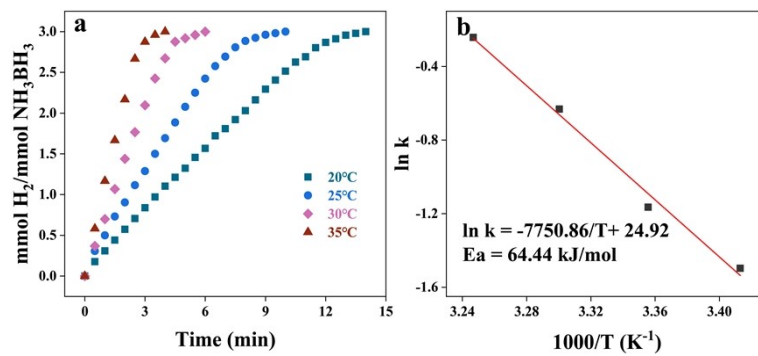 a
mmol H₂/mmol NH₃BH₃
3.0
2.5
2.0
1.5
1.0
0.5
0.0
20°C
25°C
30°C
35°C
0 3 6 9 12 15
Time (min)
b
ln k
-0.4
-0.8
-1.2
-1.6
ln k = -7750.86/T+ 24.92
Ea = 64.44 kJ/mol
3.24 3.28 3.32 3.36 3.40
1000/T (K⁻¹)